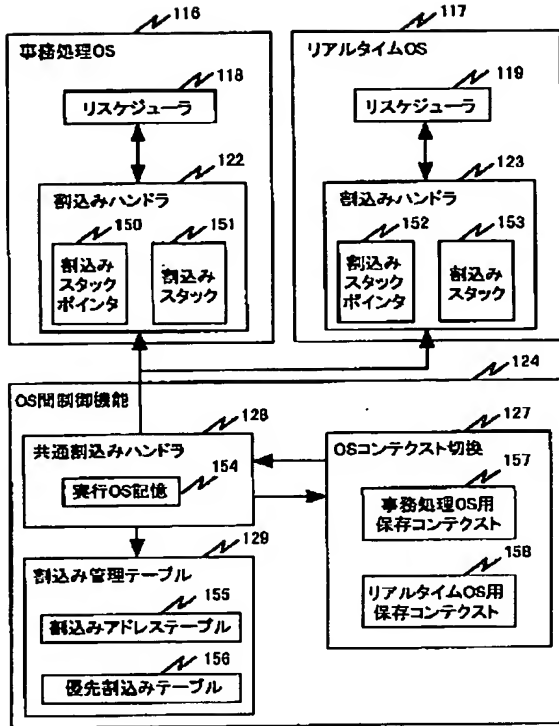 116
事務処理OS
118
リスケジューラ
122
割込みハンドラ
150
割込み
スタック
ポインタ
151
割込み
スタック
117
リアルタイムOS
119
リスケジューラ
123
割込みハンドラ
152
割込み
スタック
ポインタ
153
割込み
スタック
124
OS間制御機能
128
共通割込みハンドラ
154
実行OS記憶
129
割込み管理テーブル
155
割込みアドレステーブル
156
優先割込みテーブル
127
OSコンテクスト切換
157
事務処理OS用
保存コンテクスト
158
リアルタイムOS用
保存コンテクスト